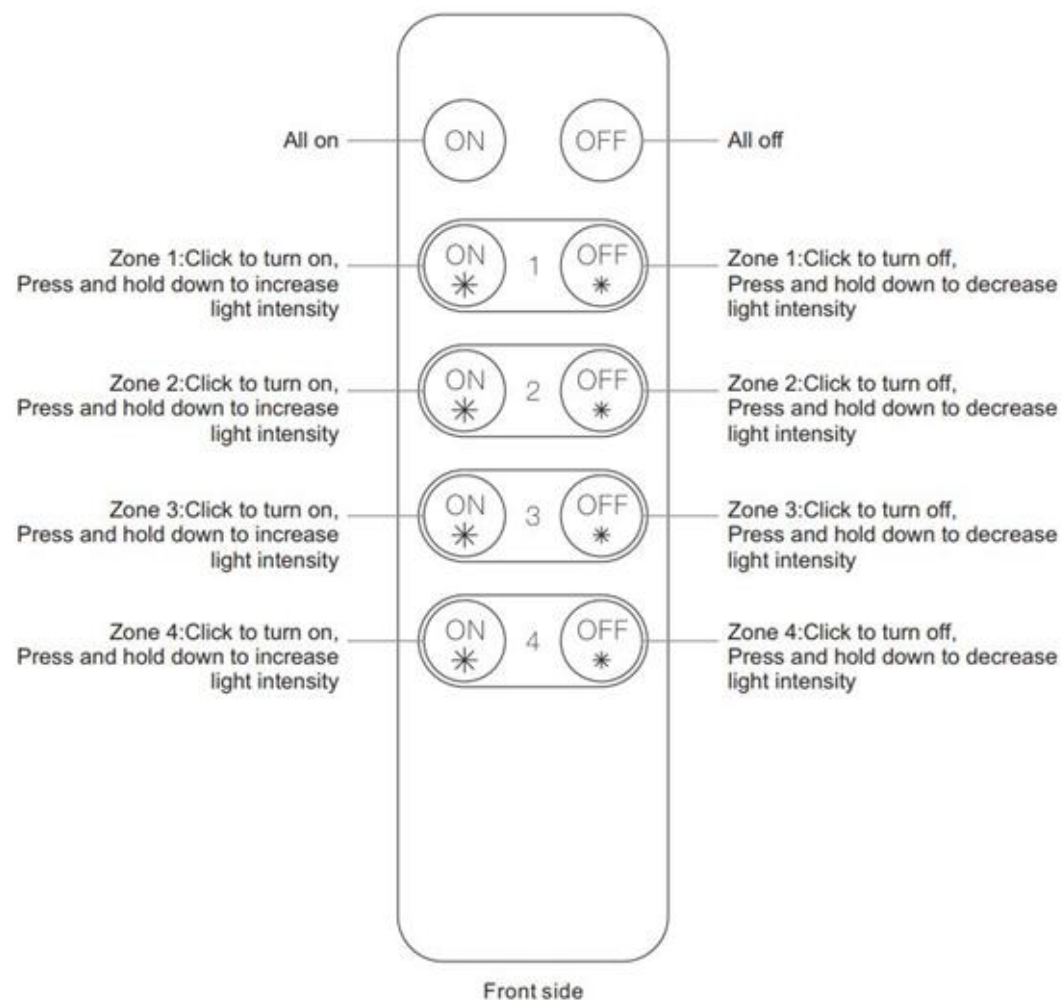 All on
ON
OFF
All off
Zone 1:Click to turn on,
Press and hold down to increase
light intensity
ON
1
OFF
Zone 1:Click to turn off,
Press and hold down to decrease
light intensity
Zone 2:Click to turn on,
Press and hold down to increase
light intensity
ON
2
OFF
Zone 2:Click to turn off,
Press and hold down to decrease
light intensity
Zone 3:Click to turn on,
Press and hold down to increase
light intensity
ON
3
OFF
Zone 3:Click to turn off,
Press and hold down to decrease
light intensity
Zone 4:Click to turn on,
Press and hold down to increase
light intensity
ON
4
OFF
Zone 4:Click to turn off,
Press and hold down to decrease
light intensity
Front side